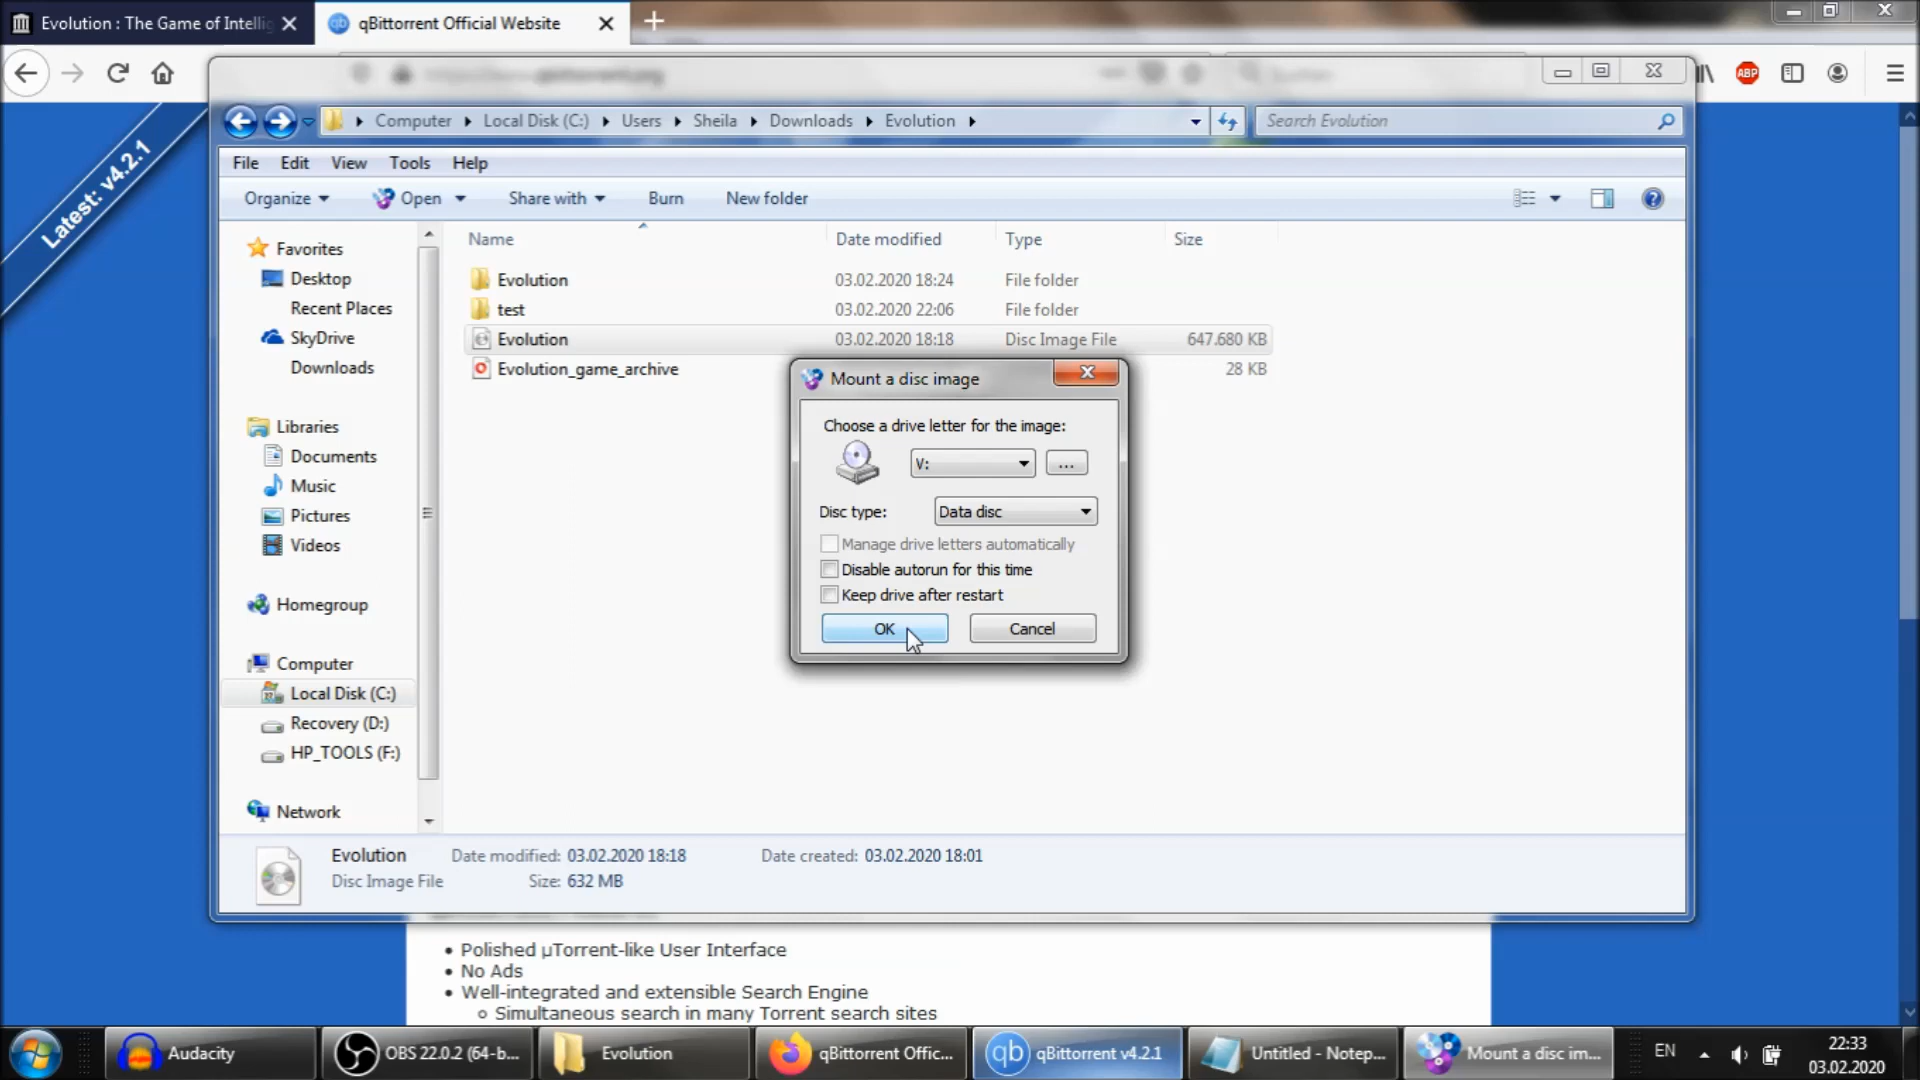 Evolution : The Game of Intellig
qBittorrent Official Website
ABP
Latest: v4.2.1
Computer
Local Disk (C:)
Users
Sheila
Downloads
Evolution
Search Evolution
File
Edit
View
Tools
Help
Organize
Open
Share with
Burn
New folder
Name
Date modified
Type
Size
Favorites
Desktop
Recent Places
SkyDrive
Downloads
Libraries
Documents
Music
Pictures
Videos
Homegroup
Computer
Local Disk (C:)
Recovery (D:)
HP_TOOLS (F:)
Network
Evolution 03.02.2020 18:24 File folder
test 03.02.2020 22:06 File folder
Evolution 03.02.2020 18:18 Disc Image File 647.680 KB
Evolution_game_archive 28 KB
Mount a disc image
Choose a drive letter for the image:
V:
...
Disc type: Data disc
Manage drive letters automatically
Disable autorun for this time
Keep drive after restart
OK
Cancel
Evolution Date modified: 03.02.2020 18:18 Date created: 03.02.2020 18:01
Disc Image File Size: 632 MB
• Polished µTorrent-like User Interface
• No Ads
• Well-integrated and extensible Search Engine
Simultaneous search in many Torrent search sites
Audacity
OBS 22.0.2 (64-b...
Evolution
qBittorrent Offic...
qb
qBittorrent v4.2.1
Untitled - Notep...
Mount a disc im...
EN
22:33
03.02.2020